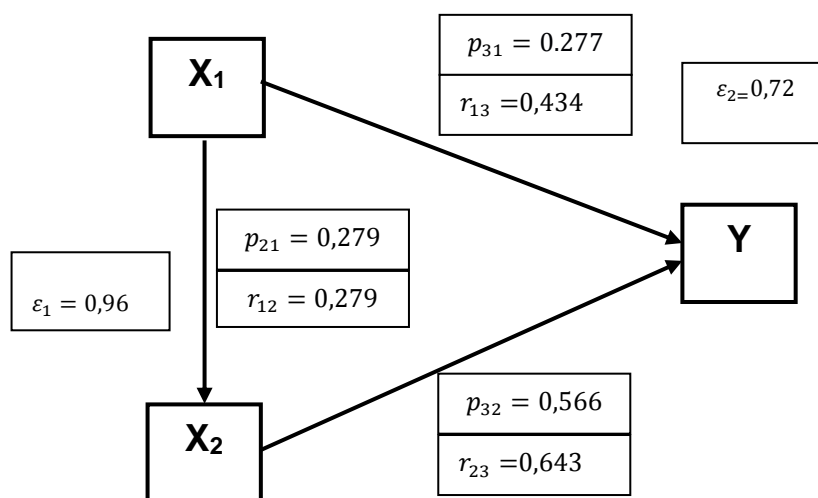 X₁
p₃₁ = 0.277
r₁₃ =0,434
ε₂₌0,72
p₂₁ = 0,279
r₁₂ = 0,279
Y
ε₁ = 0,96
p₃₂ = 0,566
r₂₃ =0,643
X₂